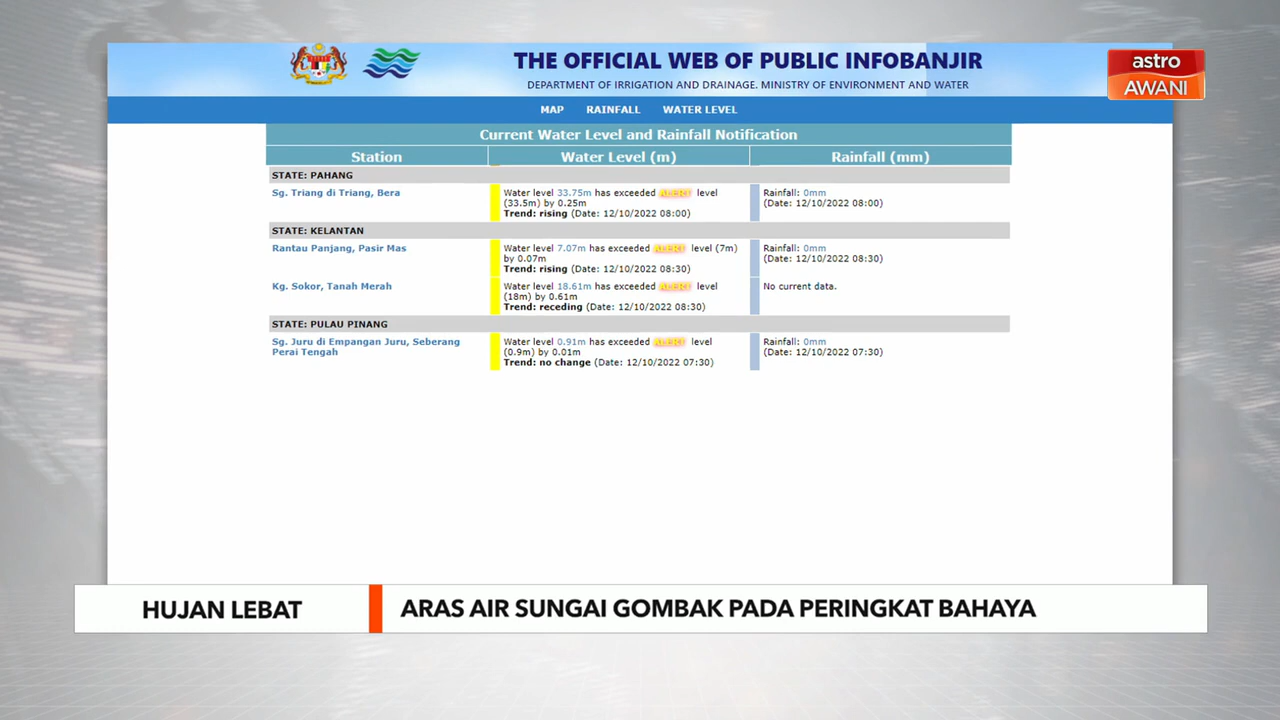 THE OFFICIAL WEB OF PUBLIC INFOBANJIR
DEPARTMENT OF IRRIGATION AND DRAINAGE. MINISTRY OF ENVIRONMENT AND WATER
astro
AWANI
MAP RAINFALL WATER LEVEL
Current Water Level and Rainfall Notification
Station Water Level (m) Rainfall (mm)
STATE: PAHANG
Sg. Triang di Triang, Bera
Water level 33.75m has exceeded ALERT level
(33.5m) by 0.25m
Trend: rising (Date: 12/10/2022 08:00)
Rainfall: 0mm
(Date: 12/10/2022 08:00)
STATE: KELANTAN
Rantau Panjang, Pasir Mas
Water level 7.07m has exceeded ALERT level (7m)
by 0.07m
Trend: rising (Date: 12/10/2022 08:30)
Rainfall: 0mm
(Date: 12/10/2022 08:30)
Kg. Sokor, Tanah Merah
Water level 18.61m has exceeded ALERT level
(18m) by 0.61m
Trend: receding (Date: 12/10/2022 08:30)
No current data.
STATE: PULAU PINANG
Sg. Juru di Empangan Juru, Seberang
Perai Tengah
Water level 0.91m has exceeded ALERT level
(0.9m) by 0.01m
Trend: no change (Date: 12/10/2022 07:30)
Rainfall: 0mm
(Date: 12/10/2022 07:30)
HUJAN LEBAT
ARAS AIR SUNGAI GOMBAK PADA PERINGKAT BAHAYA